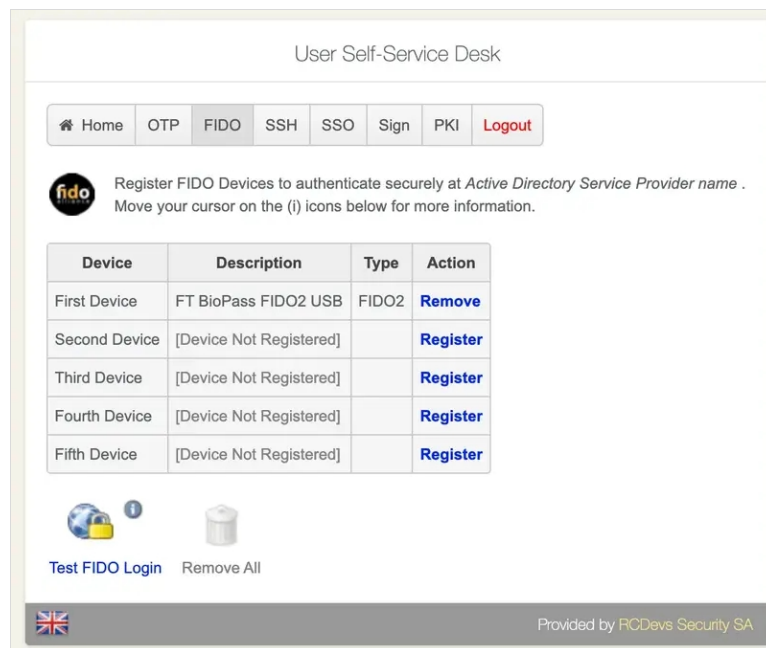 User Self-Service Desk
Home OTP FIDO SSH SSO Sign PKI Logout
fido
Register FIDO Devices to authenticate securely at Active Directory Service Provider name .
Move your cursor on the (i) icons below for more information.
Device Description Type Action
First Device FT BioPass FIDO2 USB FIDO2 Remove
Second Device [Device Not Registered] Register
Third Device [Device Not Registered] Register
Fourth Device [Device Not Registered] Register
Fifth Device [Device Not Registered] Register
i
Test FIDO Login Remove All
Provided by RCDevs Security SA